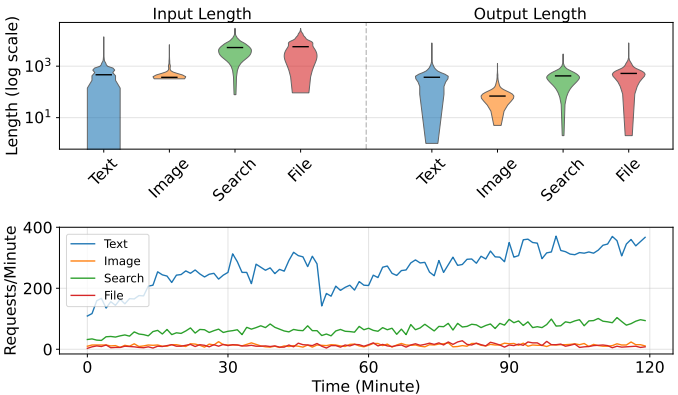 Input Length
Output Length
Length (log scale)
10³
10¹
Text
Image
Search
File
Text
Image
Search
File
Requests/Minute
400
200
0
Text
Image
Search
File
0
30
60
90
120
Time (Minute)